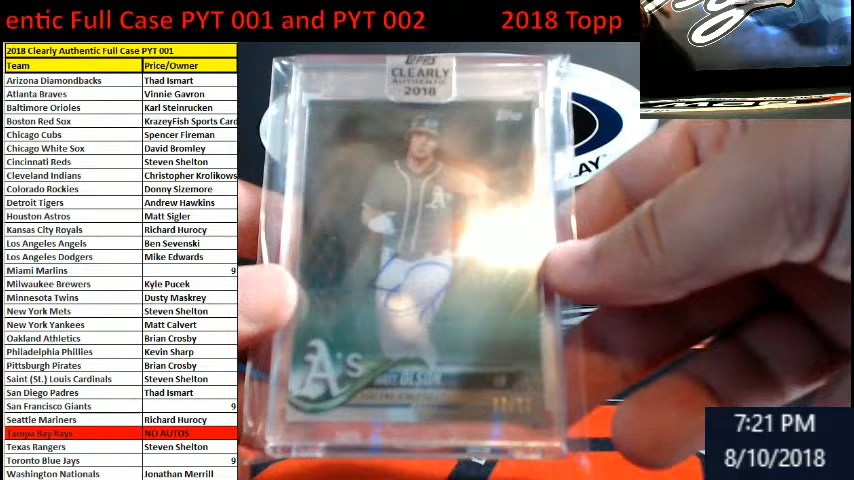 entic Full Case PYT 001 and PYT 002 2018 Topp
2018 Clearly Authentic Full Case PYT 001
Team Price/Owner
Arizona Diamondbacks Thad Ismart
Atlanta Braves Vinnie Gavron
Baltimore Orioles Karl Steinrucken
Boston Red Sox KrazeyFish Sports Card
Chicago Cubs Spencer Fireman
Chicago White Sox David Bromley
Cincinnati Reds Steven Shelton
Cleveland Indians Christopher Krolikows
Colorado Rockies Donny Sizemore
Detroit Tigers Andrew Hawkins
Houston Astros Matt Sigler
Kansas City Royals Richard Hurocy
Los Angeles Angels Ben Sevenski
Los Angeles Dodgers Mike Edwards
Miami Marlins 9
Milwaukee Brewers Kyle Pucek
Minnesota Twins Dusty Maskrey
New York Mets Steven Shelton
New York Yankees Matt Calvert
Oakland Athletics Brian Crosby
Philadelphia Phillies Kevin Sharp
Pittsburgh Pirates Brian Crosby
Saint (St.) Louis Cardinals Steven Shelton
San Diego Padres Thad Ismart
San Francisco Giants 9
Seattle Mariners Richard Hurocy
Tampa Bay Rays NO AUTOS
Texas Rangers Steven Shelton
Toronto Blue Jays 9
Washington Nationals Jonathan Merrill
Topps
CLEARLY
AUTHENTIC
2018
Topps
A's
A's
OLSON
LAY
7:21 PM
8/10/2018